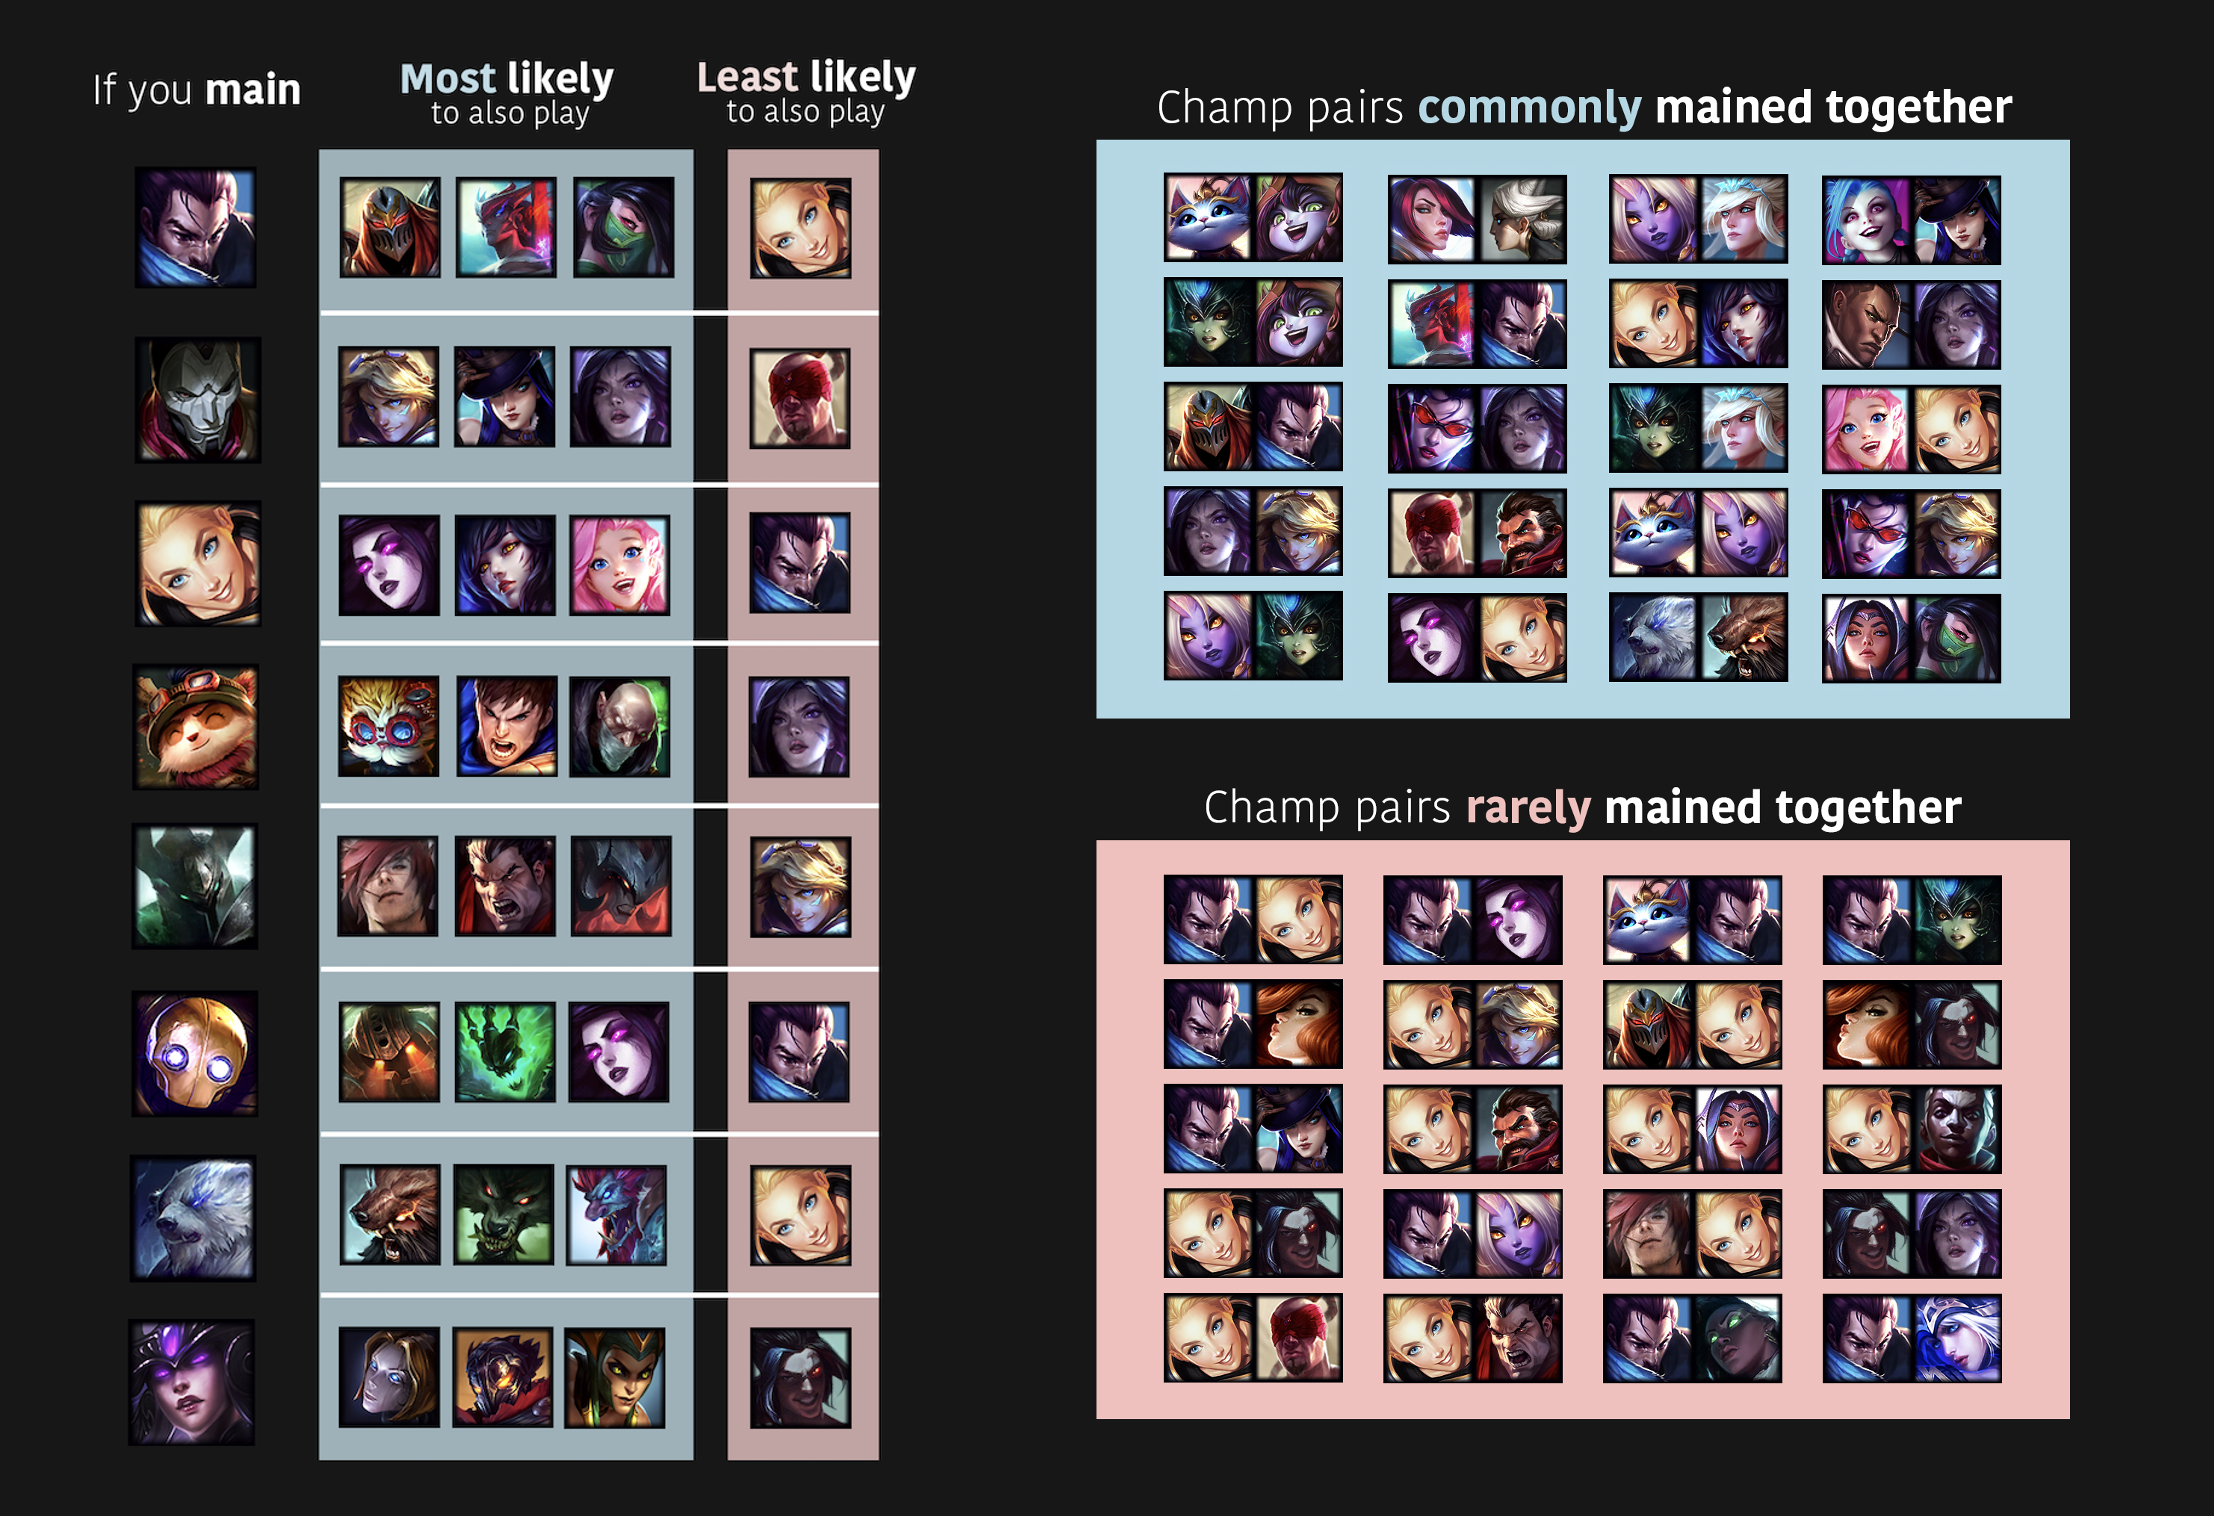 If you main
Most likely
to also play
Least likely
to also play
Champ pairs commonly mained together
Champ pairs rarely mained together